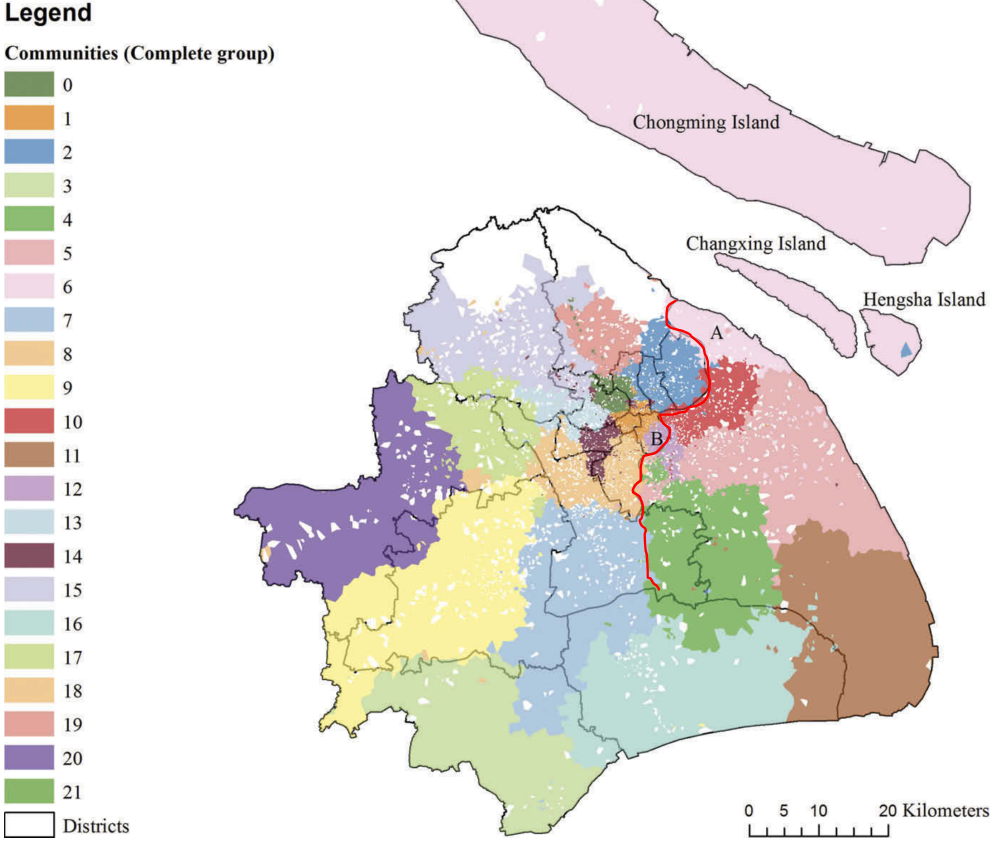 Legend
Communities (Complete group)
0
1
2
3
4
5
6
7
8
9
10
11
12
13
14
15
16
17
18
19
20
21
Districts
Chongming Island
Changxing Island
Hengsha Island
A
B
0 5 10 20 Kilometers